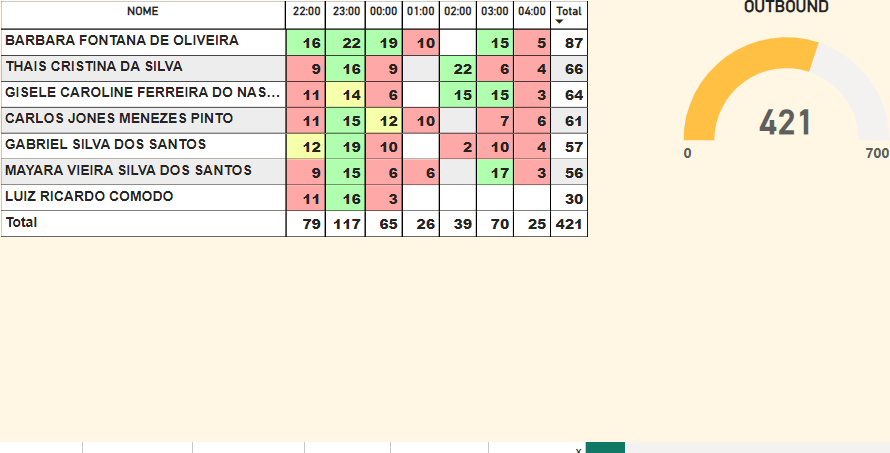 NOME 22:00 23:00 00:00 01:00 02:00 03:00 04:00 Total
BARBARA FONTANA DE OLIVEIRA 16 22 19 10 15 5 87
THAIS CRISTINA DA SILVA 9 16 9 22 6 4 66
GISELE CAROLINE FERREIRA DO NAS... 11 14 6 15 15 3 64
CARLOS JONES MENEZES PINTO 11 15 12 10 7 6 61
GABRIEL SILVA DOS SANTOS 12 19 10 2 10 4 57
MAYARA VIEIRA SILVA DOS SANTOS 9 15 6 6 17 3 56
LUIZ RICARDO COMODO 11 16 3 30
Total 79 117 65 26 39 70 25 421
OUTBOUND
421
0 700
x